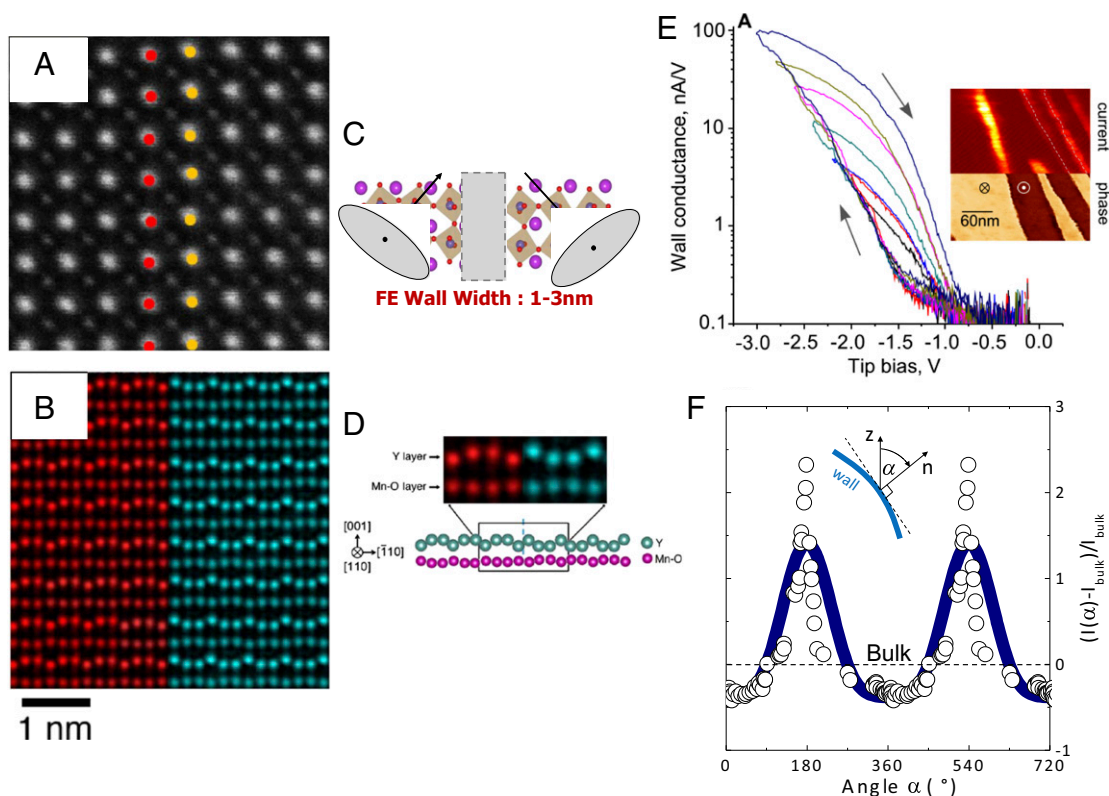 A
B
1 nm
C
FE Wall Width : 1-3nm
D
Y layer
Mn-O layer
[001]
[1̅10]
[110]
Y
Mn-O
E
A
100
10
1
0.1
Wall conductance, nA/V
-3.0 -2.5 -2.0 -1.5 -1.0 -0.5 0.0
Tip bias, V
current
phase
60nm
F
3
2
1
0
-1
z
α
n
wall
Bulk
(I(α)-I_bulk)/I_bulk
0 180 360 540 720
Angle α ( °)